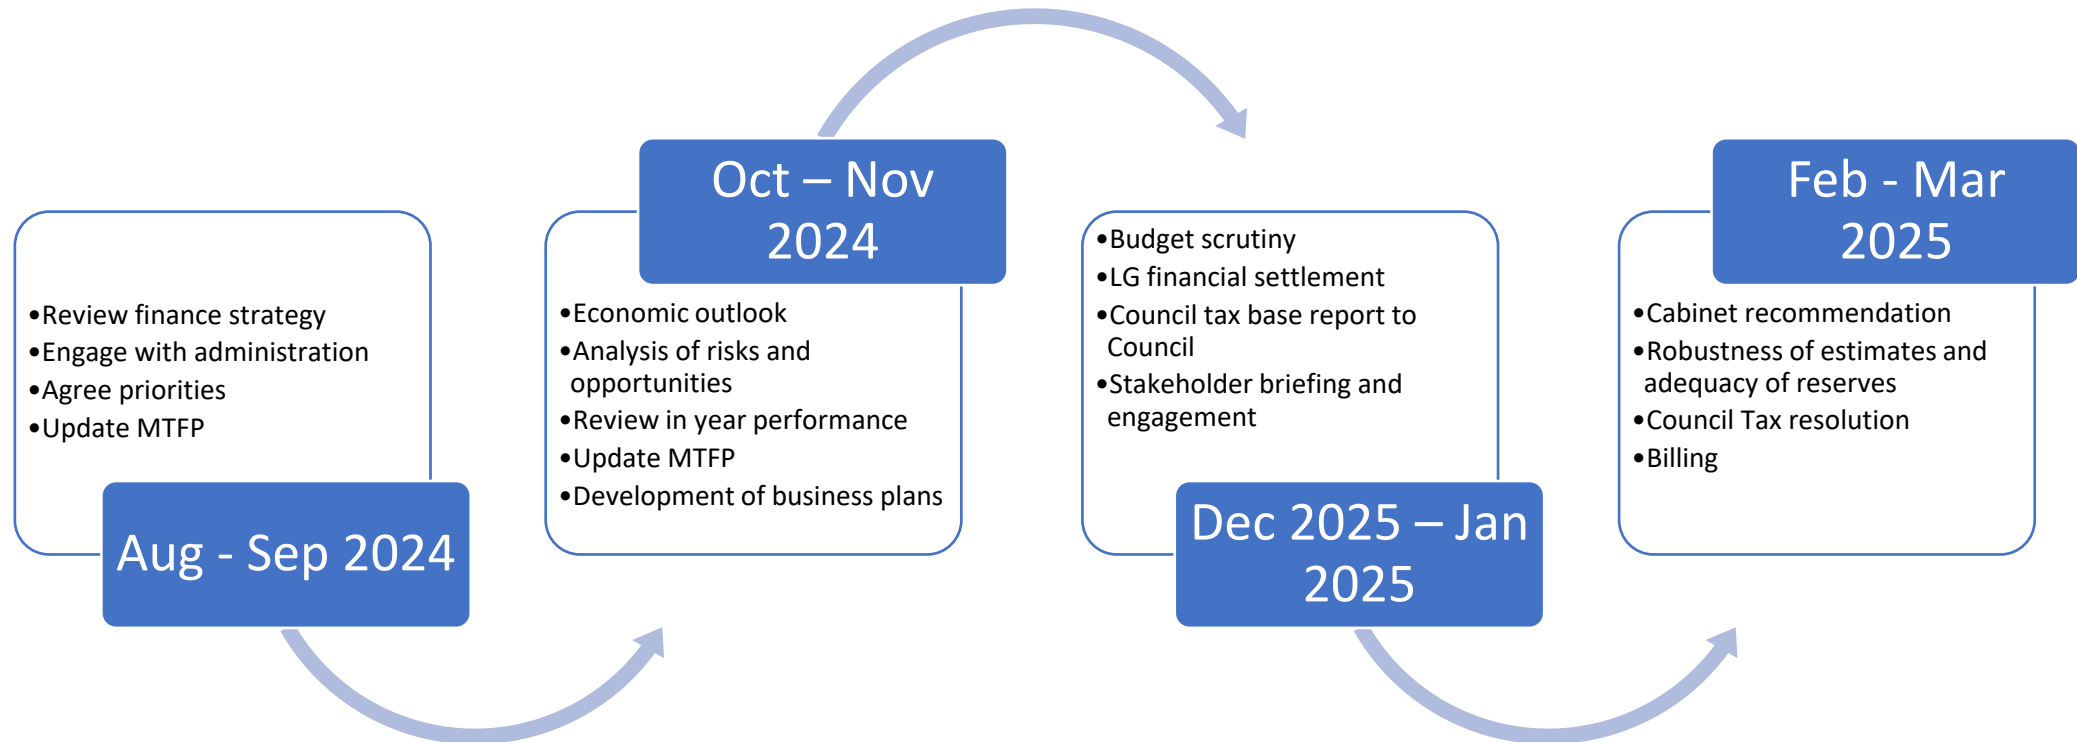 •Review finance strategy
•Engage with administration
•Agree priorities
•Update MTFP
Aug - Sep 2024
Oct – Nov
2024
•Economic outlook
•Analysis of risks and
opportunities
•Review in year performance
•Update MTFP
•Development of business plans
•Budget scrutiny
•LG financial settlement
•Council tax base report to
Council
•Stakeholder briefing and
engagement
Dec 2025 – Jan
2025
Feb - Mar
2025
•Cabinet recommendation
•Robustness of estimates and
adequacy of reserves
•Council Tax resolution
•Billing